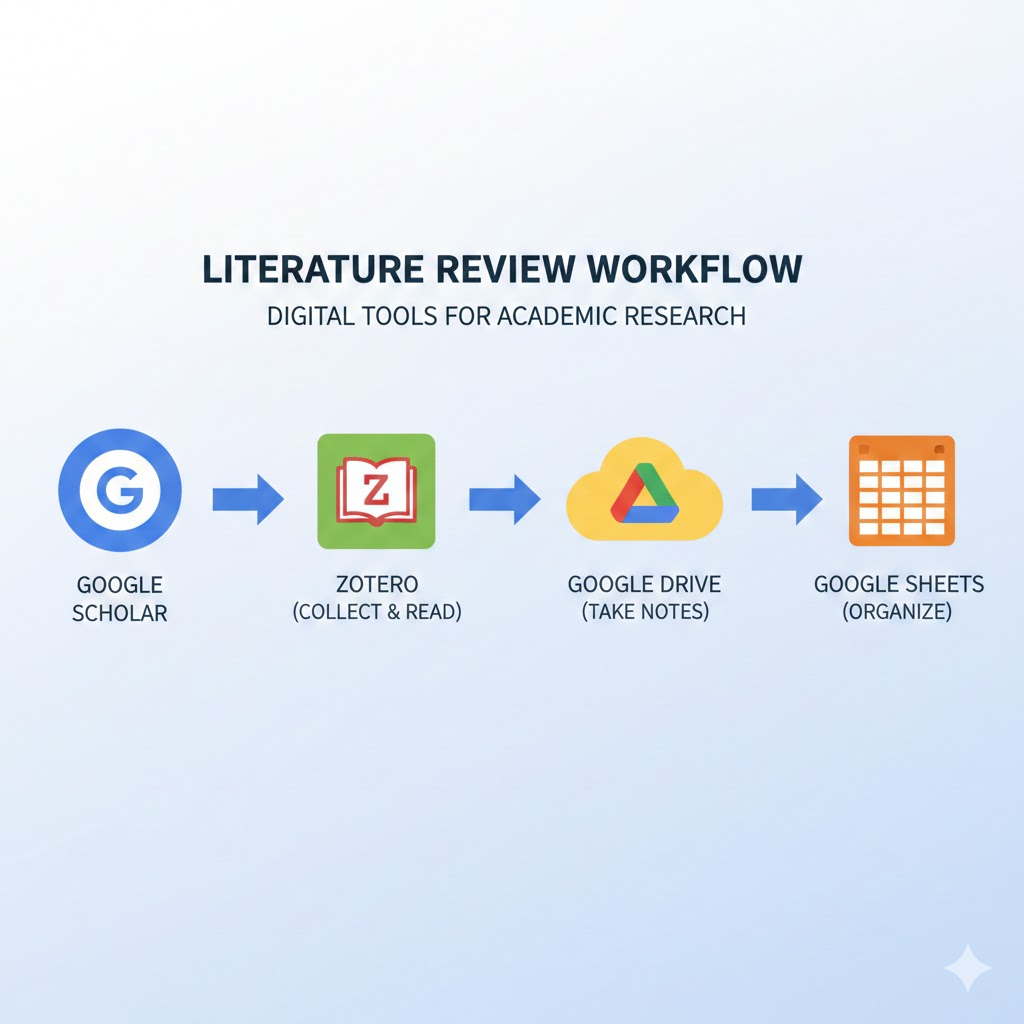 LITERATURE REVIEW WORKFLOW
DIGITAL TOOLS FOR ACADEMIC RESEARCH
G
Z
GOOGLE
SCHOLAR
ZOTERO
(COLLECT & READ)
GOOGLE DRIVE
(TAKE NOTES)
GOOGLE SHEETS
(ORGANIZE)